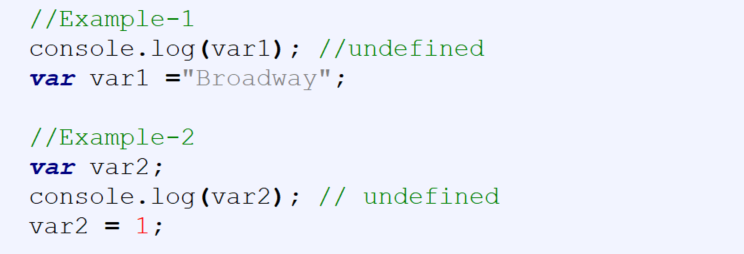 //Example-1
console.log(var1); //undefined
var var1 ="Broadway";
//Example-2
var var2;
console.log(var2); // undefined
var2 = 1;